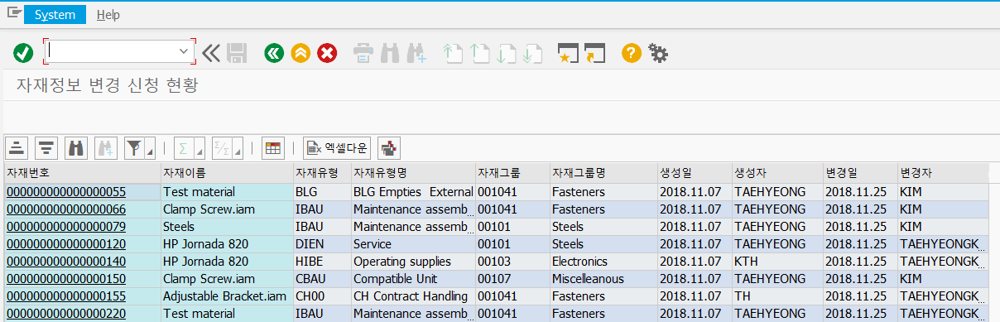 System Help
자재정보 변경 신청 현황
엑셀다운
자재번호 자재이름 자재유형 자재유형명 자재그룹 자재그룹명 생성일 생성자 변경일 변경자
000000000000000055 Test material BLG BLG Empties External 001041 Fasteners 2018.11.07 TAEHYEONG 2018.11.25 KIM
000000000000000066 Clamp Screw.iam IBAU Maintenance assemb... 001041 Fasteners 2018.11.07 TAEHYEONG 2018.11.25 KIM
000000000000000079 Steels IBAU Maintenance assemb... 00101 Steels 2018.11.07 TAEHYEONG 2018.11.25 KIM
000000000000000120 HP Jornada 820 DIEN Service 00101 Steels 2018.11.07 TAEHYEONG 2018.11.25 TAEHYEONGK...
000000000000000140 HP Jornada 820 HIBE Operating supplies 00103 Electronics 2018.11.07 KTH 2018.11.25 TAEHYEONGK...
000000000000000150 Clamp Screw.iam CBAU Compatible Unit 00107 Miscelleanous 2018.11.07 TAEHYEONG 2018.11.25 KIM
000000000000000155 Adjustable Bracket.iam CH00 CH Contract Handling 001041 Fasteners 2018.11.07 TH 2018.11.25 TAEHYEONGK...
000000000000000220 Test material IBAU Maintenance assemb... 001041 Fasteners 2018.11.07 TAEHYEONG 2018.11.25 TAEHYEONGK...